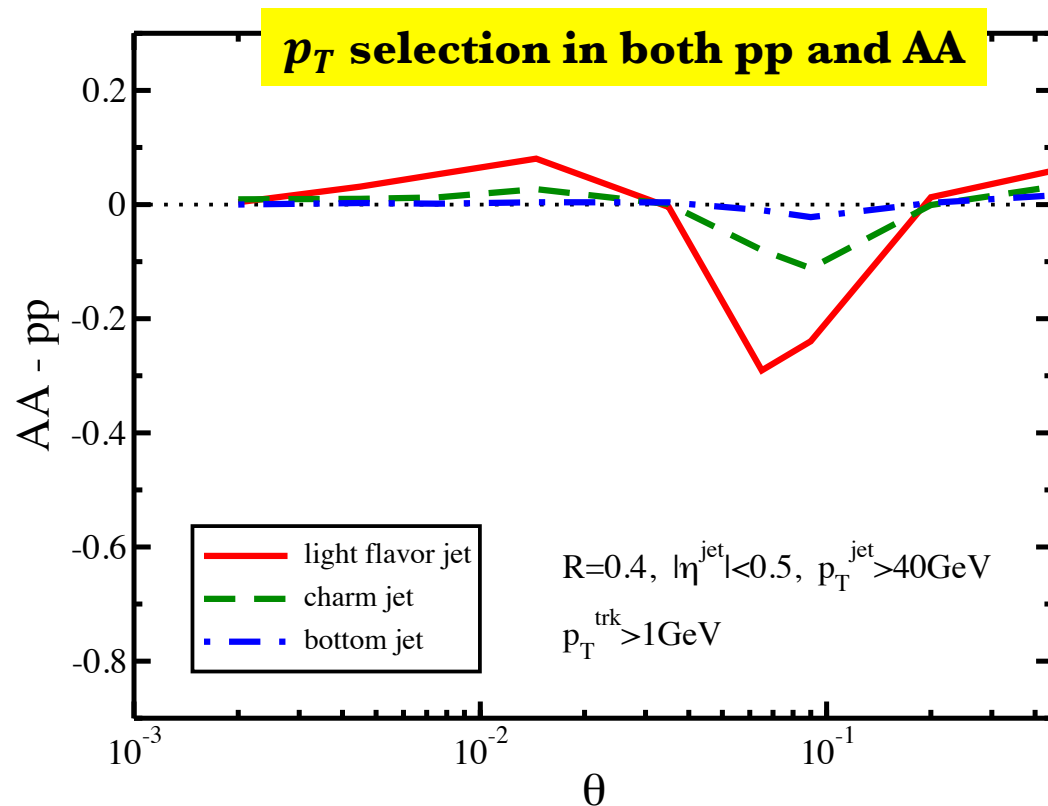 p_T selection in both pp and AA
0.2
0
-0.2
-0.4
-0.6
-0.8
AA - pp
light flavor jet
charm jet
bottom jet
R=0.4, |η^jet|<0.5, p_T^jet>40GeV
p_T^trk>1GeV
10^-3
10^-2
10^-1
θ